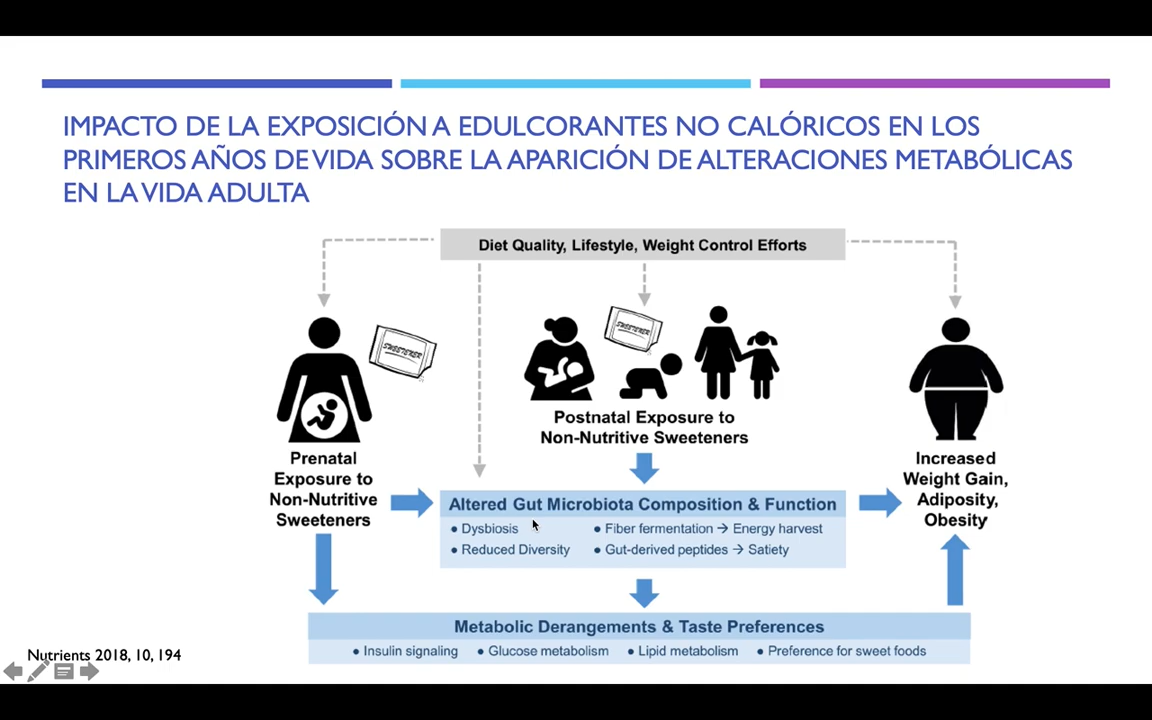 IMPACTO DE LA EXPOSICIÓN A EDULCORANTES NO CALÓRICOS EN LOS
PRIMEROS AÑOS DE VIDA SOBRE LA APARICIÓN DE ALTERACIONES METABÓLICAS
EN LA VIDA ADULTA
Diet Quality, Lifestyle, Weight Control Efforts
SWEETENER
SWEETENER
Postnatal Exposure to
Non-Nutritive Sweeteners
Prenatal
Exposure to
Non-Nutritive
Sweeteners
Increased
Weight Gain,
Adiposity,
Obesity
Altered Gut Microbiota Composition & Function
• Dysbiosis
• Fiber fermentation → Energy harvest
• Reduced Diversity
• Gut-derived peptides → Satiety
Metabolic Derangements & Taste Preferences
• Insulin signaling • Glucose metabolism • Lipid metabolism • Preference for sweet foods
Nutrients 2018, 10, 194